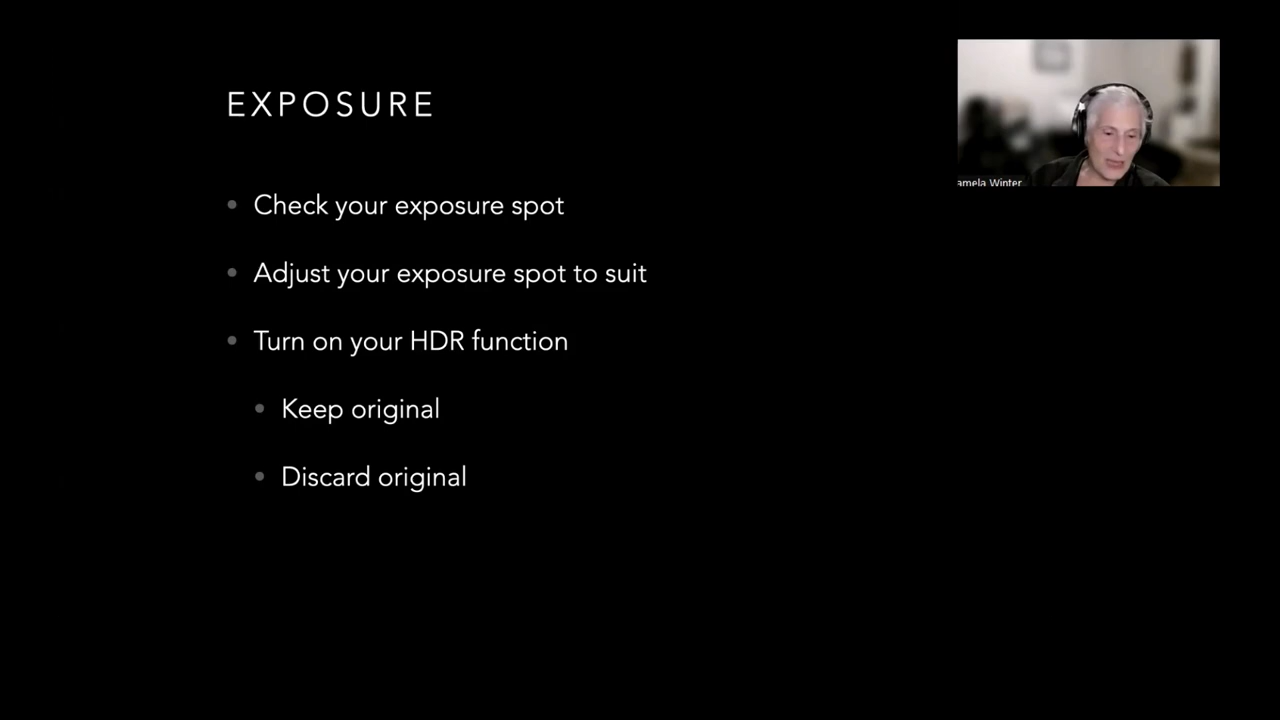 EXPOSURE
Check your exposure spot
Adjust your exposure spot to suit
Turn on your HDR function
Keep original
Discard original
amela Winter